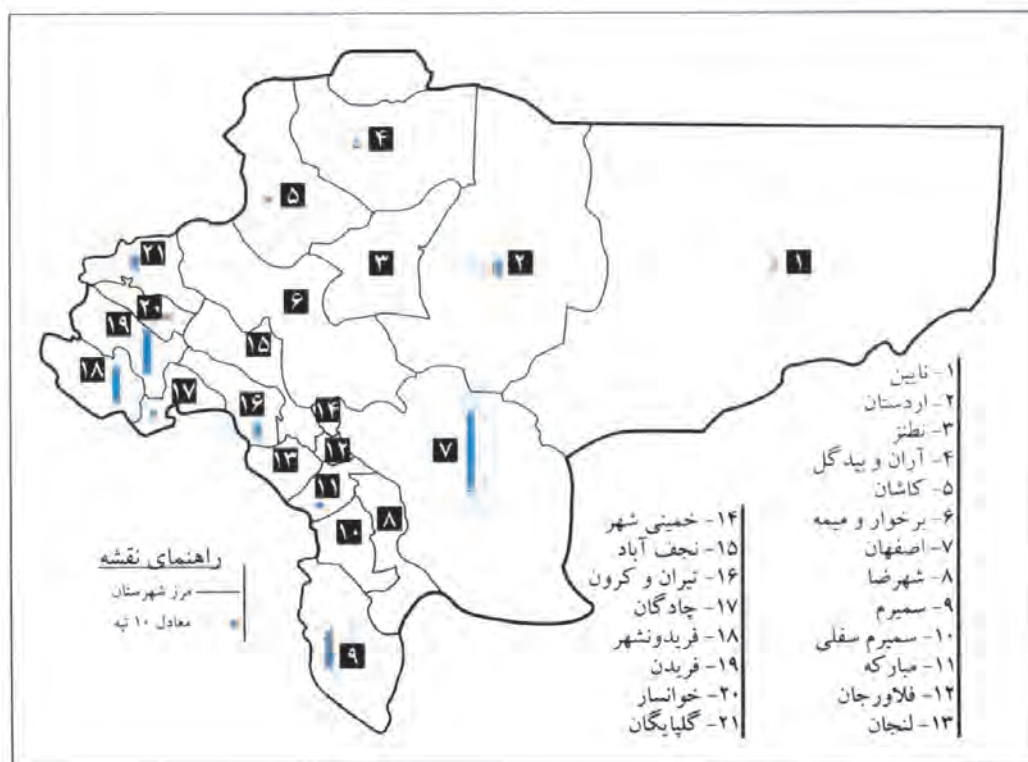 ۴
۵
۳
۲
۱
۲۱
۶
۲۰
۱۹
۱۵
۱۸
۱۷
۱۶
۱۴
۷
۱۲
۱۳
۱۱
۱۰
۸
۹
۱- نایین
۲- اردستان
۳- نطنز
۴- آران و بیدگل
۵- کاشان
۶- برخوار و میمه
۷- اصفهان
۸- شهرضا
۹- سمیرم
۱۰- سمیرم سفلی
۱۱- مبارکه
۱۲- فلاورجان
۱۳- لنجان
۱۴- خمینی شهر
۱۵- نجف آباد
۱۶- تیران و کرون
۱۷- چادگان
۱۸- فریدونشهر
۱۹- فریدن
۲۰- خوانسار
۲۱- گلپایگان
راهنمای نقشه
مرز شهرستان
معادل ۱۰ تپه